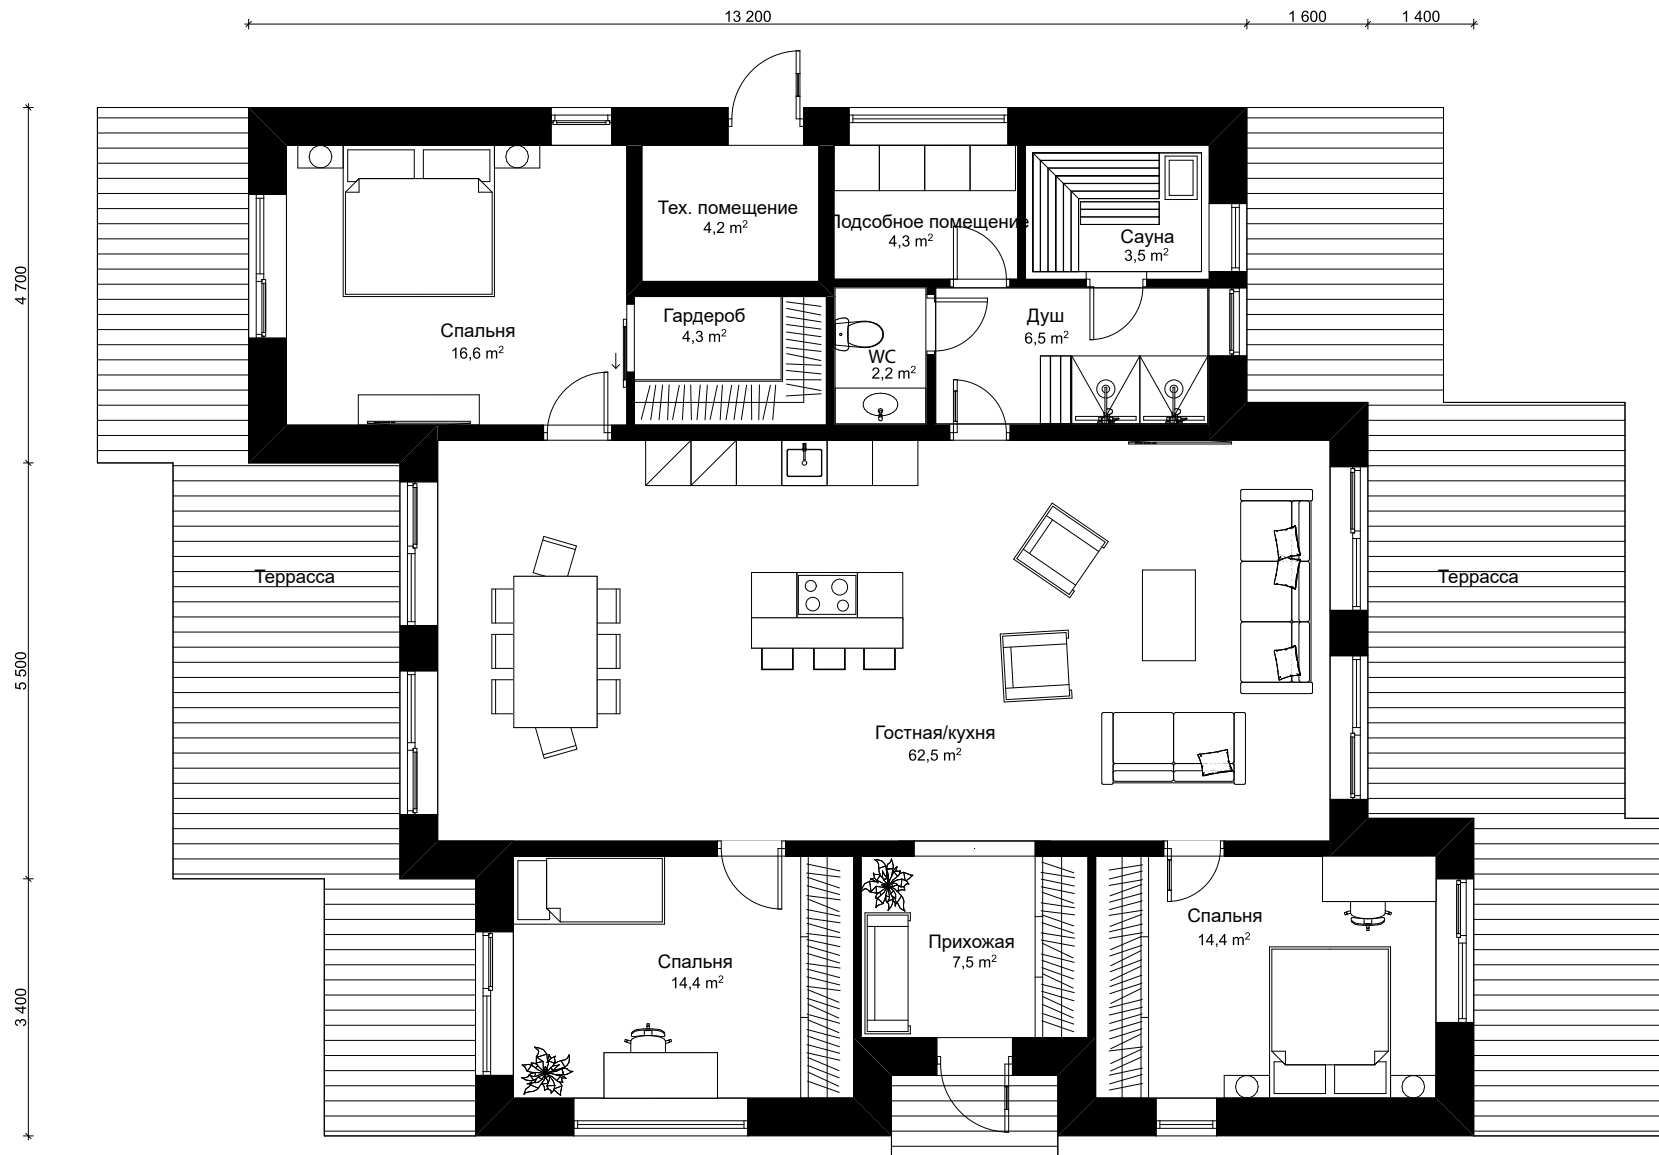 13 200
1 600
1 400
4 700
5 500
3 400
Тех. помещение
4,2 m²
Подсобное помещение
4,3 m²
Сауна
3,5 m²
Спальня
16,6 m²
Гардероб
4,3 m²
WC
2,2 m²
Душ
6,5 m²
Террасса
Террасса
Гостная/кухня
62,5 m²
Спальня
14,4 m²
Прихожая
7,5 m²
Спальня
14,4 m²